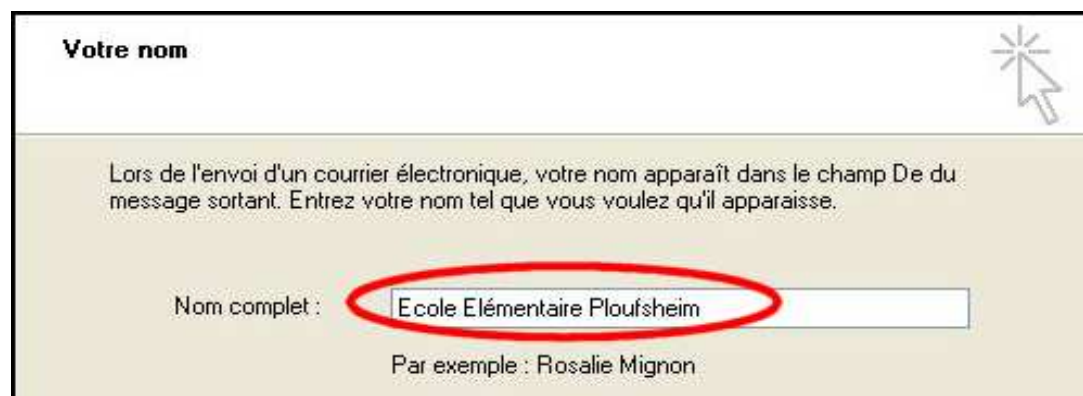 Votre nom
Lors de l'envoi d'un courrier électronique, votre nom apparaît dans le champ De du
message sortant. Entrez votre nom tel que vous voulez qu'il apparaisse.
Nom complet : Ecole Elémentaire Ploufsheim
Par exemple : Rosalie Mignon